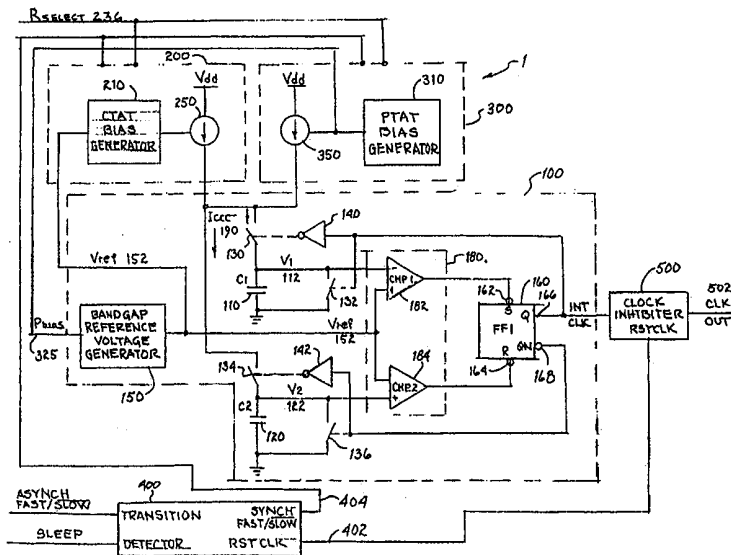 RSELECT 236
200
1
210
Vdd
Vdd
310
CTAT
BIAS
GENERATOR
250
350
PTAT
BIAS
GENERATOR
300
100
ICCC
190
140
130
180
Vref 152
V1
112
C1
110
132
CMP1
182
162
160
166
S
Q
FF1
QN
R
164
168
INT
CLK
500
CLOCK
INHIBITER
RSTCLK
502
CLK
OUT
PBIAS
325
BANDGAP
REFERENCE
VOLTAGE
GENERATOR
150
Vref
152
142
134
V2
122
C2
120
136
184
CMP2
+
400
404
ASYNCH
FAST/SLOW
TRANSITION
SYNCH
FAST/SLOW
SLEEP
DETECTOR
RSTCLK
402